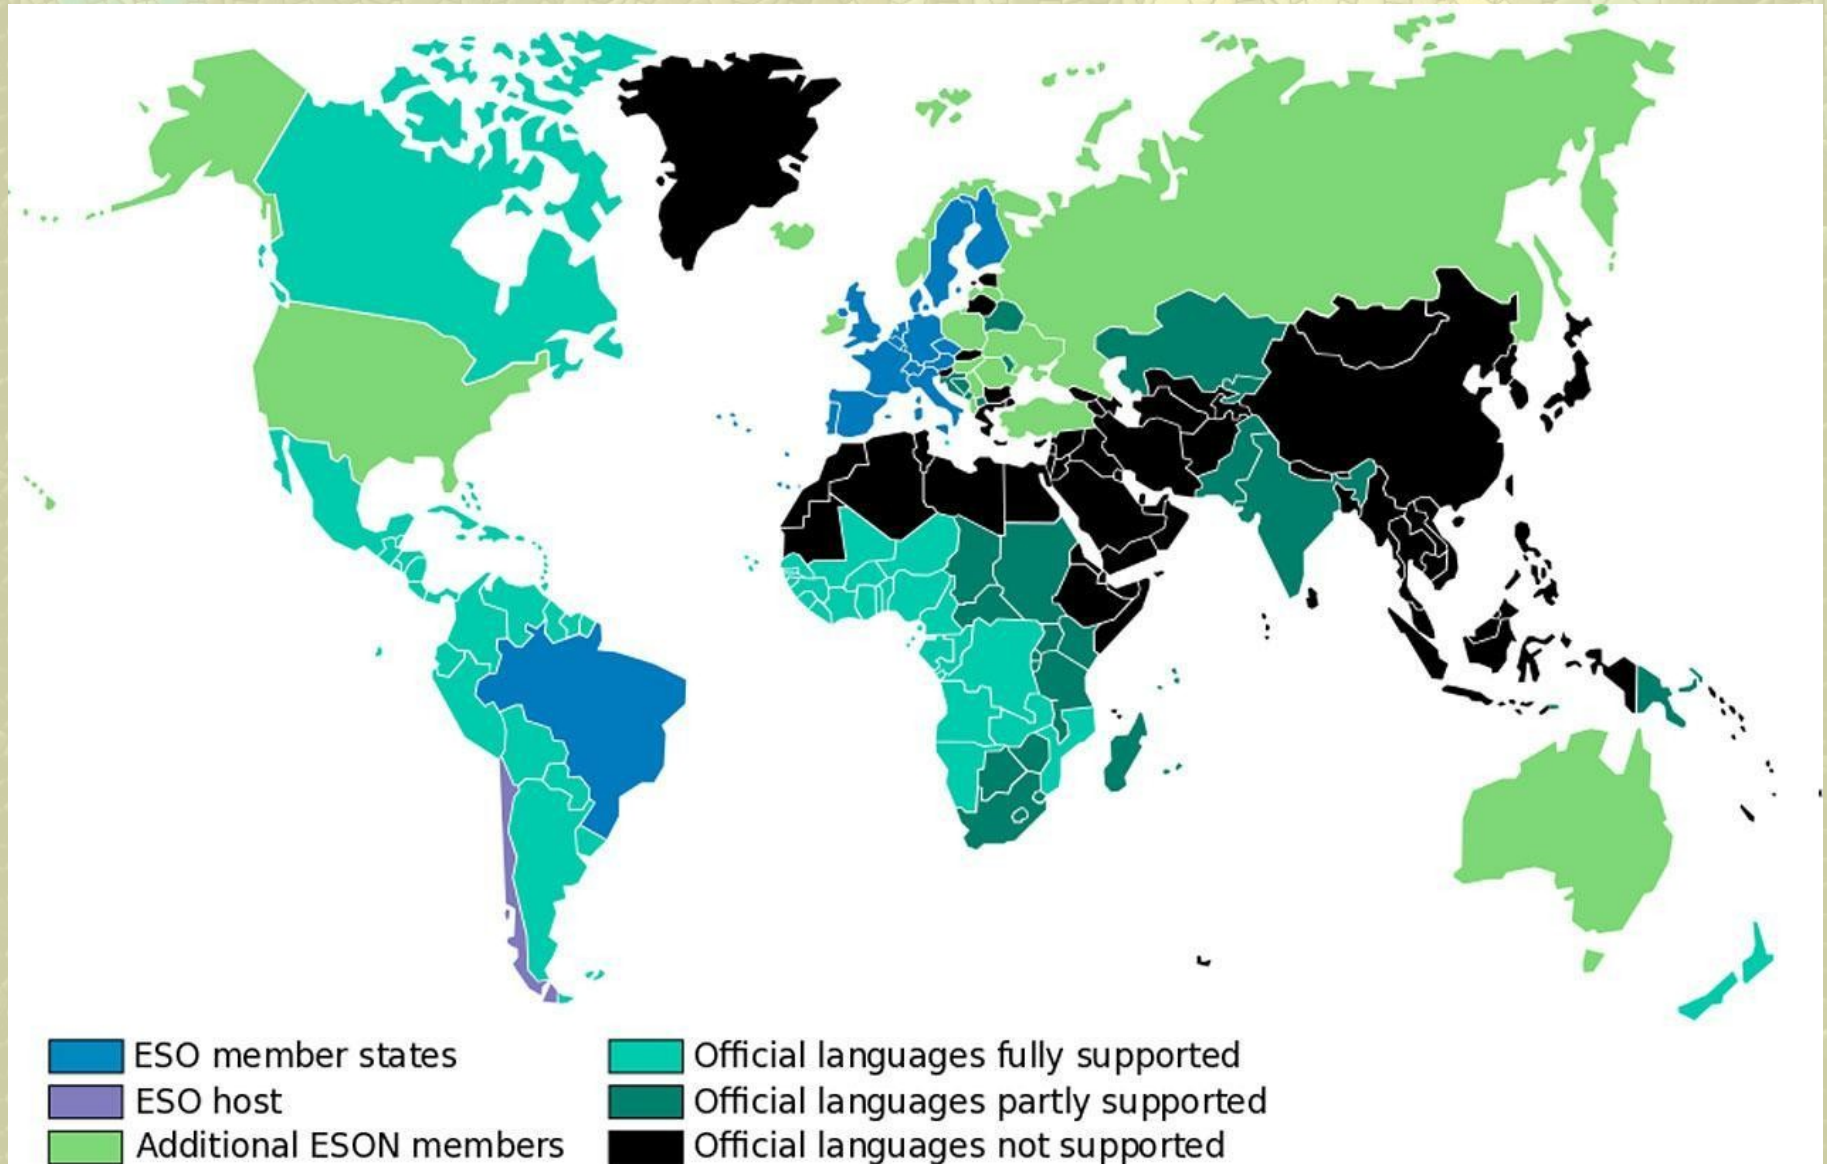 ESO member states
ESO host
Additional ESON members
Official languages fully supported
Official languages partly supported
Official languages not supported